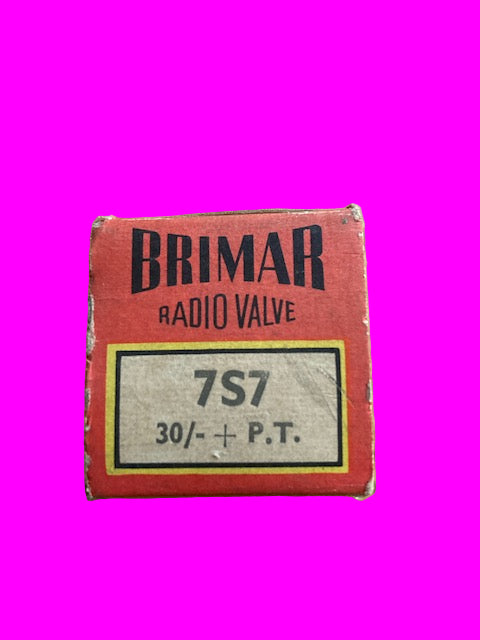 BRIMAR
RADIO VALVE
7S7
30/- + P.T.